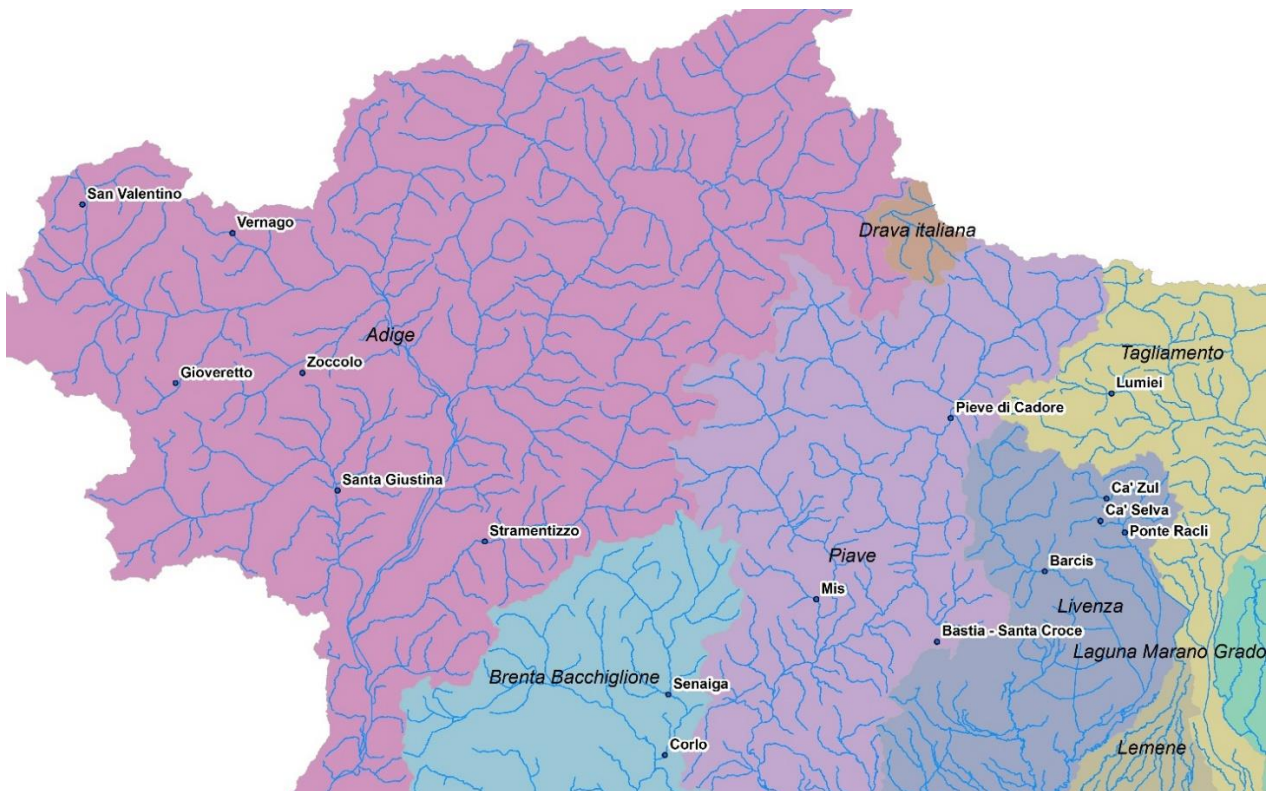 San Valentino
Vernago
Drava italiana
Adige
Gioveretto
Zoccolo
Tagliamento
Lumiei
Pieve di Cadore
Santa Giustina
Ca' Zul
Ca' Selva
Ponte Racli
Stramentizzo
Piave
Barcis
Mis
Livenza
Bastia - Santa Croce
Laguna Marano Grado
Brenta Bacchiglione
Senaiga
Corlo
Lemene